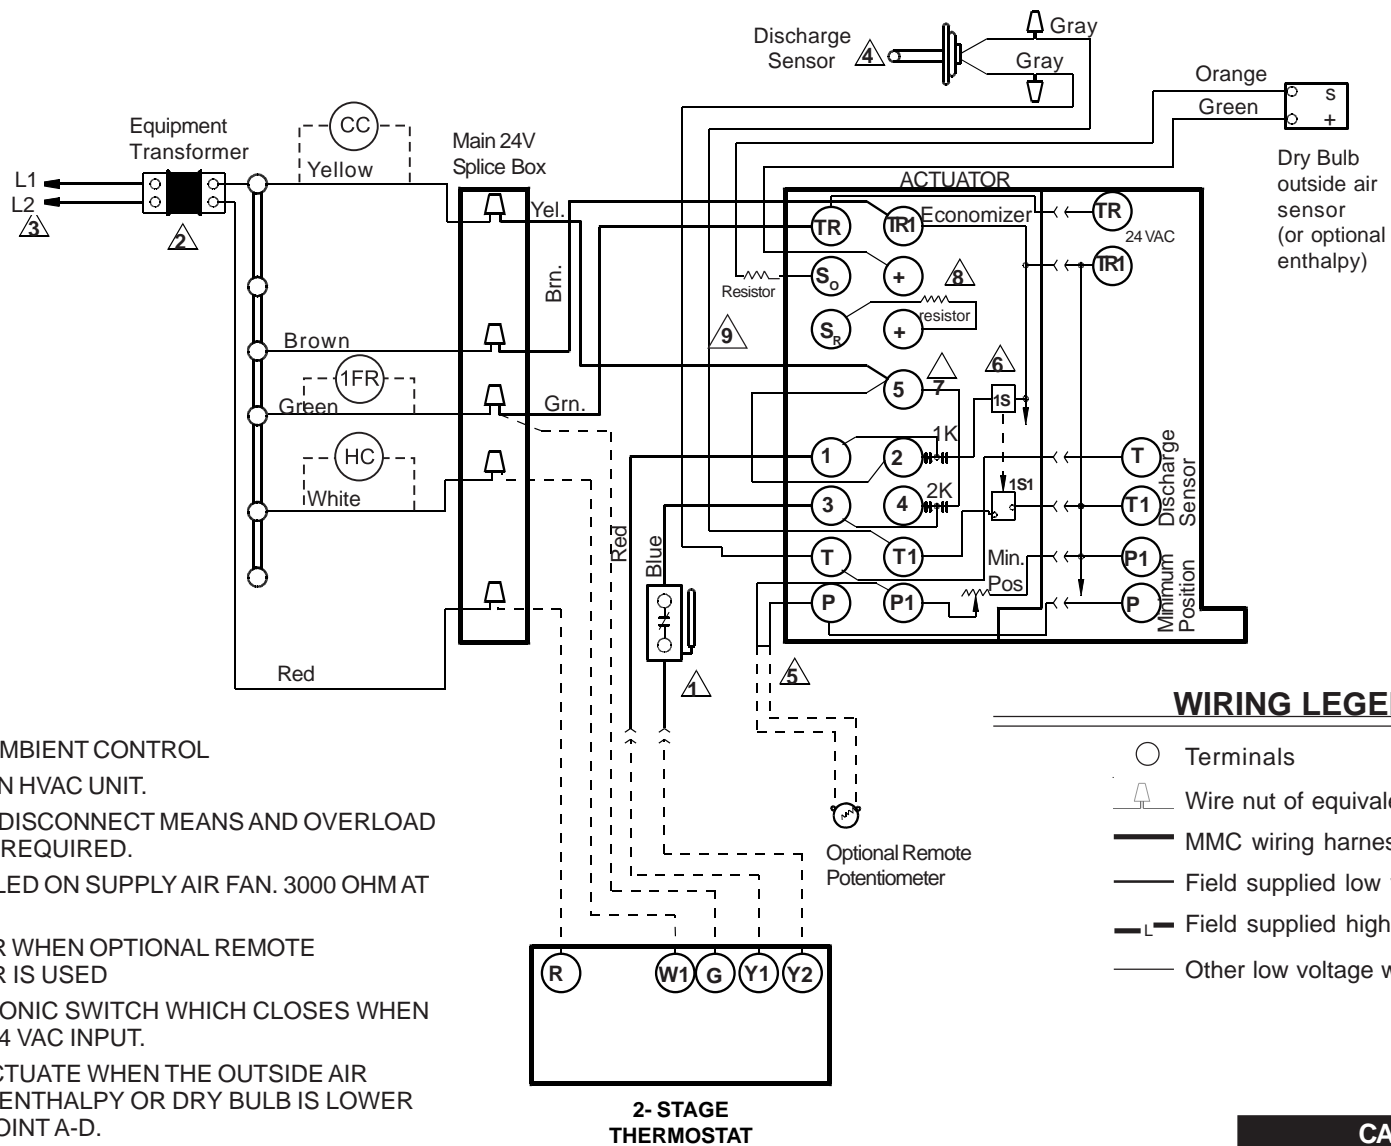 Discharge
Sensor
4
Gray
Gray
Orange
Green
S
+
Dry Bulb
outside air
sensor
(or optional
enthalpy)
Equipment
Transformer
L1
L2
3
2
CC
Yellow
Main 24V
Splice Box
Yel.
Brn.
Brown
1FR
Green
Grn.
HC
White
Red
ACTUATOR
TR
TR1
Economizer
TR
24 VAC
TR1
Resistor
SO
+
8
resistor
SR
+
9
5
7
6
1S
1
2
1K
3
4
2K
1S1
T
T1
P
P1
Min.
Pos
T
T1
Discharge
Sensor
P1
P
Minimum
Position
Red
Blue
1
5
Optional Remote
Potentiometer
R
W1
G
Y1
Y2
2- STAGE
THERMOSTAT
MBIENT CONTROL
N HVAC UNIT.
DISCONNECT MEANS AND OVERLOAD
REQUIRED.
LED ON SUPPLY AIR FAN. 3000 OHM AT
R WHEN OPTIONAL REMOTE
R IS USED
ONIC SWITCH WHICH CLOSES WHEN
4 VAC INPUT.
CTUATE WHEN THE OUTSIDE AIR
ENTHALPY OR DRY BULB IS LOWER
OINT A-D.
WIRING LEGE
Terminals
Wire nut of equivale
MMC wiring harnes
Field supplied low
L Field supplied high
Other low voltage w
CA